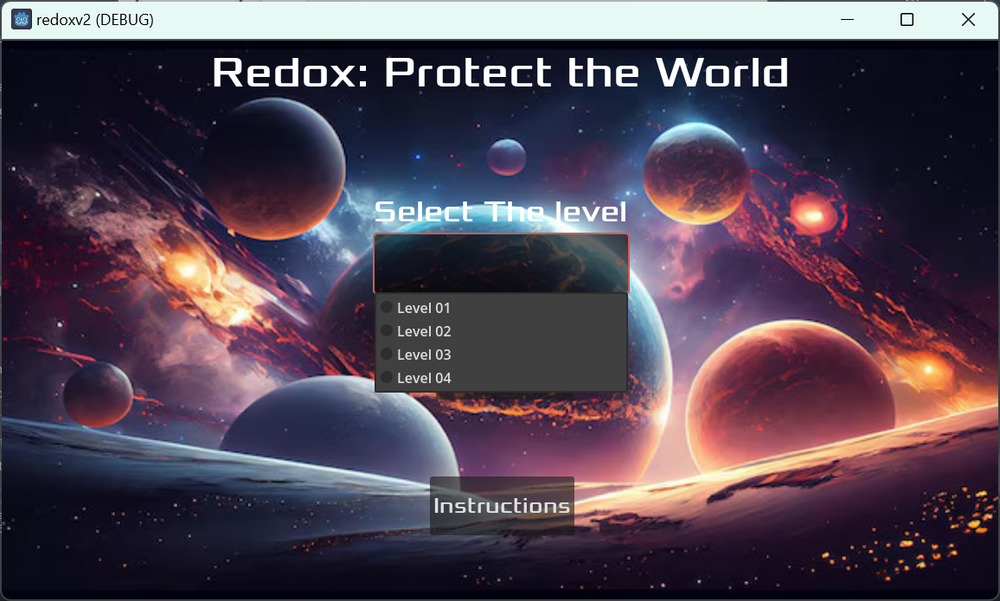 redoxv2 (DEBUG)
Redox: Protect the World
Select The level
Level 01
Level 02
Level 03
Level 04
Instructions